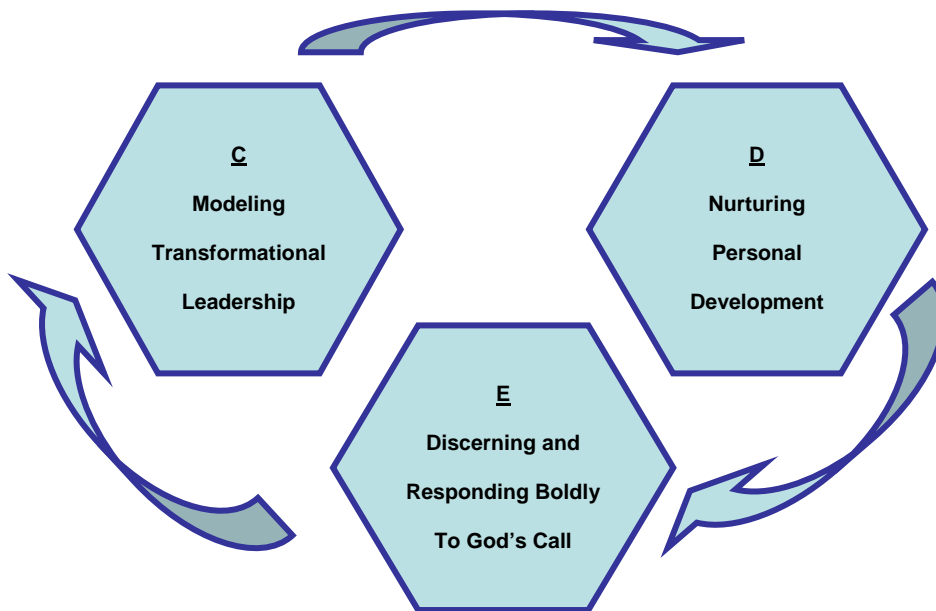 C
Modeling
Transformational
Leadership
D
Nurturing
Personal
Development
E
Discerning and
Responding Boldly
To God’s Call